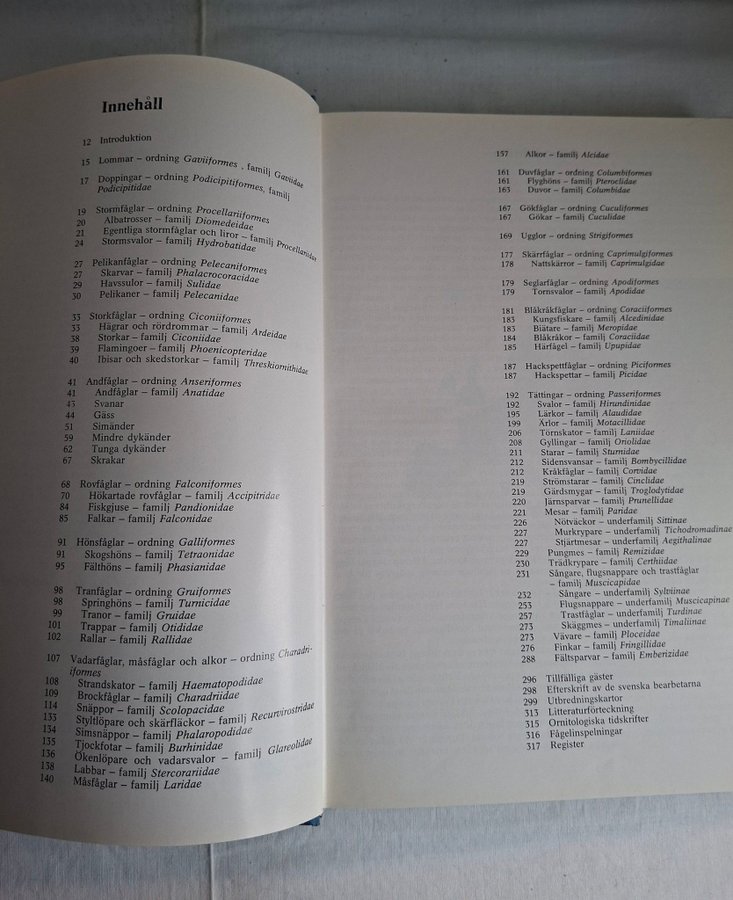 Innehåll
12 Introduktion
15 Lommar – ordning Gaviiformes, familj Gaviidae
17 Doppingar – ordning Podicipitiformes, familj
Podicipitidae
19 Stormfåglar – ordning Procellariiformes
20 Albatrosser – familj Diomedeidae
21 Egentliga stormfåglar och liror – familj Procellariidae
24 Stormsvalor – familj Hydrobatidae
27 Pelikanfåglar – ordning Pelecaniformes
27 Skarvar – familj Phalacrocoracidae
29 Havssulor – familj Sulidae
30 Pelikaner – familj Pelecanidae
33 Storkfåglar – ordning Ciconiiformes
33 Hägrar och rördrommar – familj Ardeidae
38 Storkar – familj Ciconiidae
39 Flamingoer – familj Phoenicopteridae
40 Ibisar och skedstorkar – familj Threskiornithidae
41 Andfåglar – ordning Anseriformes
41 Andfåglar – familj Anatidae
43 Svanar
44 Gäss
51 Simänder
59 Mindre dykänder
62 Tunga dykänder
67 Skrakar
68 Rovfåglar – ordning Falconiformes
70 Hökartade rovfåglar – familj Accipitridae
84 Fiskgjuse – familj Pandionidae
85 Falkar – familj Falconidae
91 Hönsfåglar – ordning Galliformes
91 Skogshöns – familj Tetraonidae
95 Fälthöns – familj Phasianidae
98 Tranfåglar – ordning Gruiformes
98 Springhöns – familj Turnicidae
99 Tranor – familj Gruidae
101 Trappar – familj Otididae
102 Rallar – familj Rallidae
107 Vadarfåglar, måsfåglar och alkor – ordning Charadri-
iformes
108 Strandskator – familj Haematopodidae
109 Brockfåglar – familj Charadriidae
114 Snäppor – familj Scolopacidae
133 Styltlöpare och skärfläckor – familj Recurvirostridae
134 Simsnäppor – familj Phalaropodidae
135 Tjockfotar – familj Burhinidae
136 Ökenlöpare och vadarsvalor – familj Glareolidae
138 Labbar – familj Stercorariidae
140 Måsfåglar – familj Laridae
157 Alkor – familj Alcidae
161 Duvfåglar – ordning Columbiformes
161 Flyghöns – familj Pteroclidae
163 Duvor – familj Columbidae
167 Gökfåglar – ordning Cuculiformes
167 Gökar – familj Cuculidae
169 Ugglor – ordning Strigiformes
177 Skärrfåglar – ordning Caprimulgiformes
178 Nattskärror – familj Caprimulgidae
179 Seglarfåglar – ordning Apodiformes
179 Tornsvalor – familj Apodidae
181 Blåkråkfåglar – ordning Coraciiformes
183 Kungsfiskare – familj Alcedinidae
183 Biätare – familj Meropidae
184 Blåkråkor – familj Coraciidae
185 Härfågel – familj Upupidae
187 Hackspettfåglar – ordning Piciformes
187 Hackspettar – familj Picidae
192 Tättingar – ordning Passeriformes
192 Svalor – familj Hirundinidae
195 Lärkor – familj Alaudidae
199 Ärlor – familj Motacillidae
206 Törnskator – familj Laniidae
208 Gyllingar – familj Oriolidae
211 Starar – familj Sturnidae
212 Sidensvansar – familj Bombycillidae
212 Kråkfåglar – familj Corvidae
219 Strömstarar – familj Cinclidae
219 Gärdsmygar – familj Troglodytidae
220 Järnsparvar – familj Prunellidae
221 Mesar – familj Paridae
226 Nötväckor – underfamilj Sittinae
227 Murkrypare – underfamilj Tichodromadinae
227 Stjärtmesar – underfamilj Aegithalinae
229 Pungmes – familj Remizidae
230 Trädkrypare – familj Certhiidae
231 Sångare, flugsnappare och trastfåglar
– familj Muscicapidae
232 Sångare – underfamilj Sylviinae
253 Flugsnappare – underfamilj Muscicapinae
257 Trastfåglar – underfamilj Turdinae
273 Skäggmes – underfamilj Timaliinae
273 Vävare – familj Ploceidae
276 Finkar – familj Fringillidae
288 Fältsparvar – familj Emberizidae
296 Tillfälliga gäster
298 Efterskrift av de svenska bearbetarna
299 Utbredningskartor
313 Litteraturförteckning
315 Ornitologiska tidskrifter
316 Fågelinspelningar
317 Register